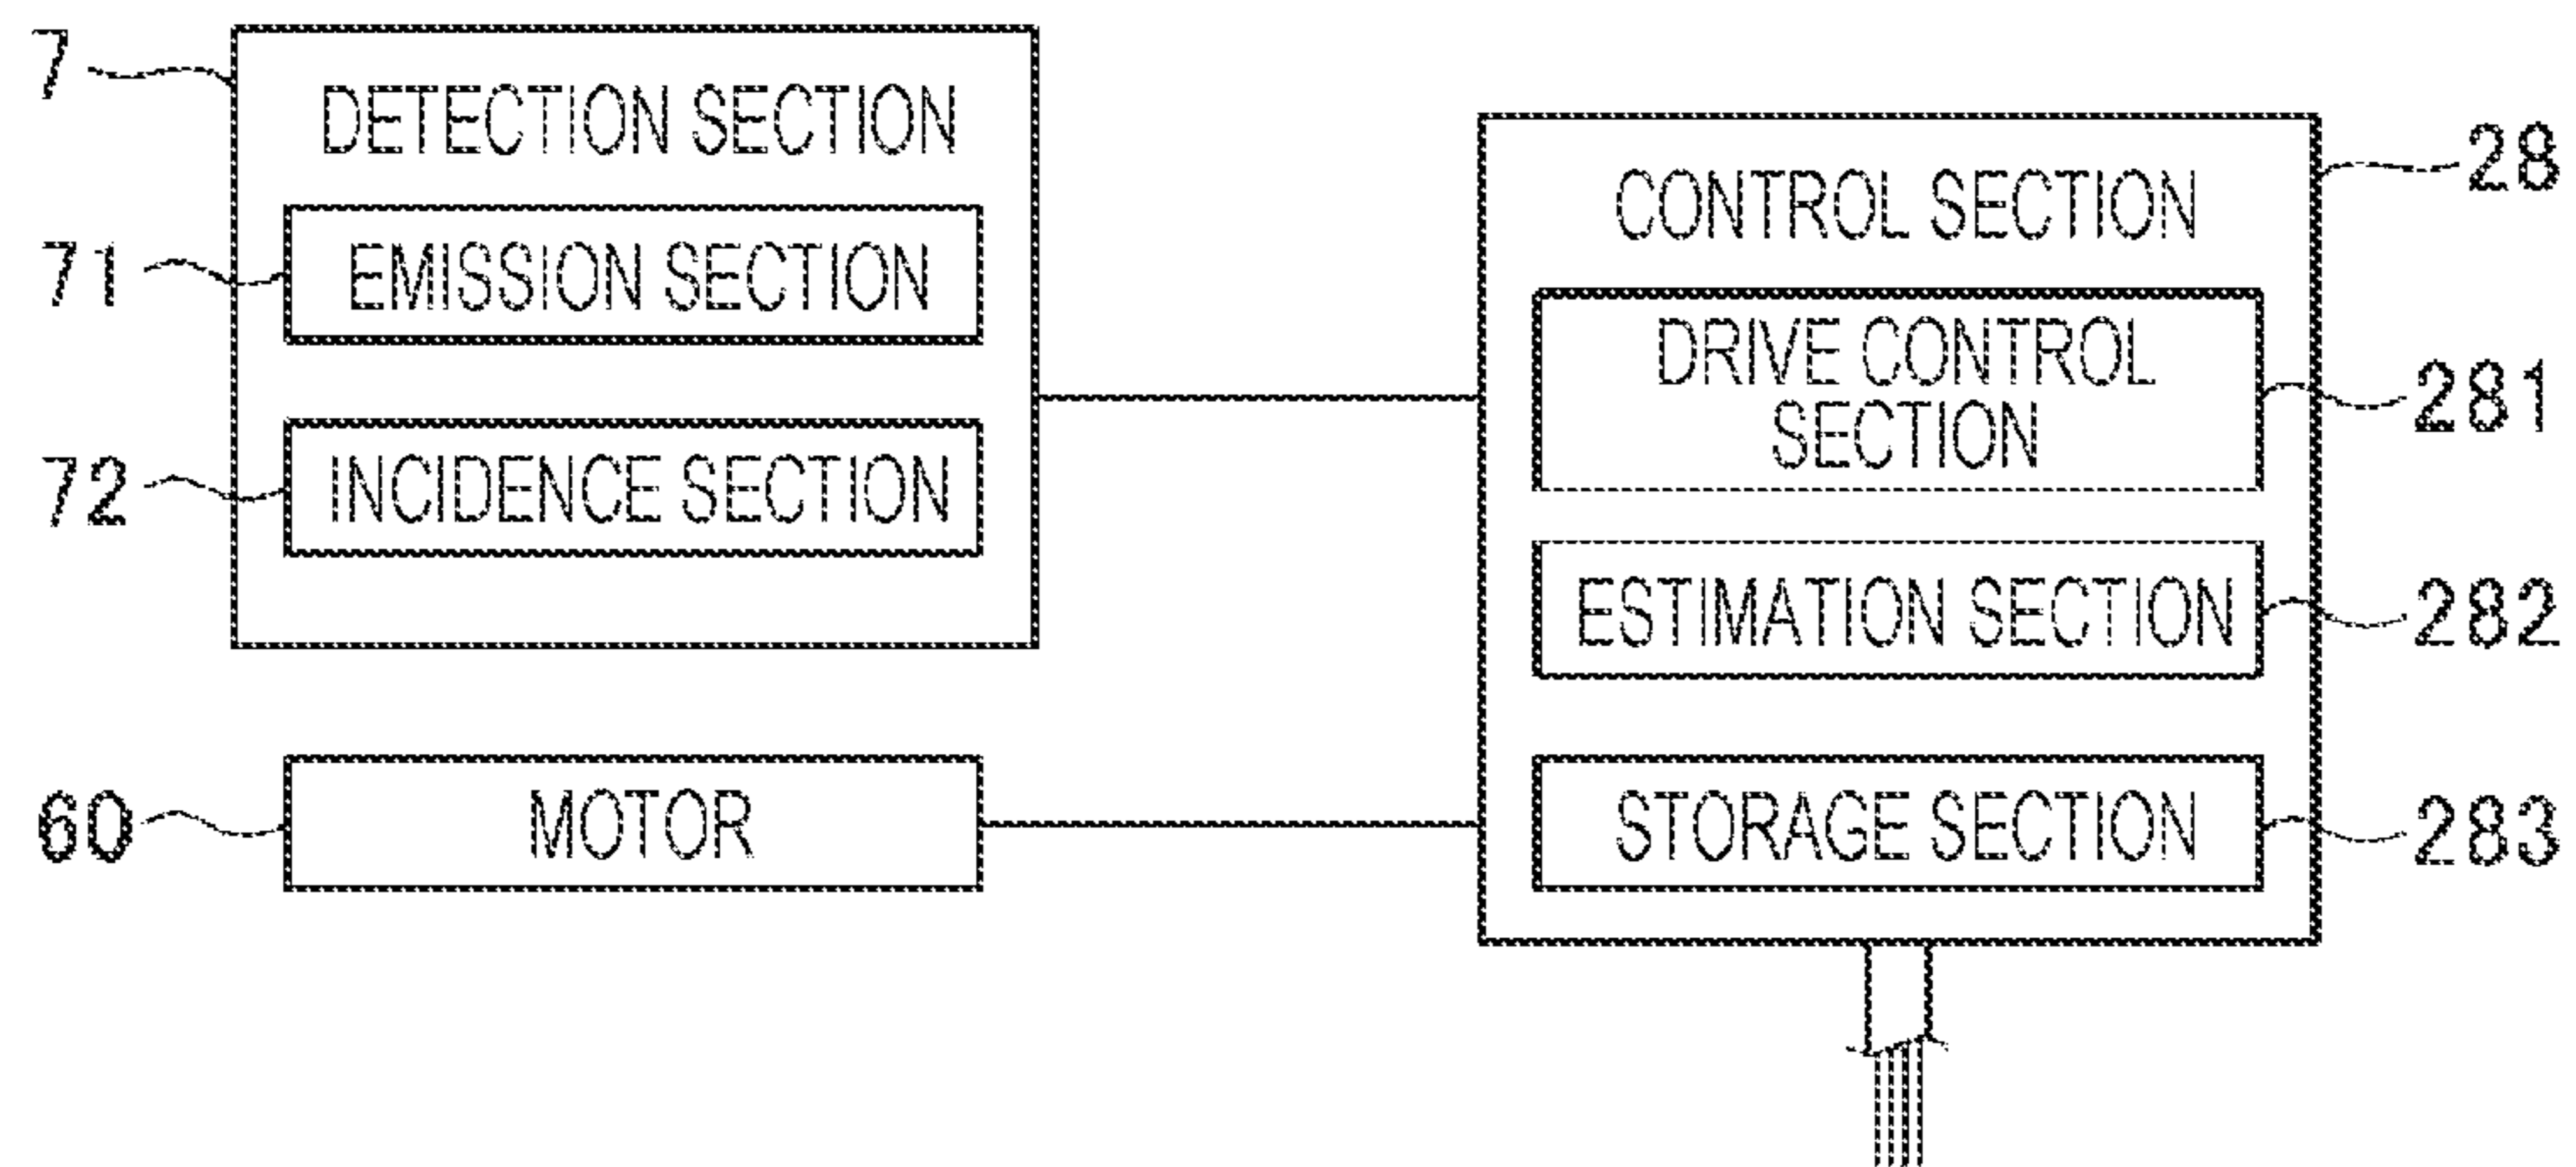 7
DETECTION SECTION
71
EMISSION SECTION
72
INCIDENCE SECTION
60
MOTOR
28
CONTROL SECTION
281
DRIVE CONTROL
SECTION
282
ESTIMATION SECTION
283
STORAGE SECTION